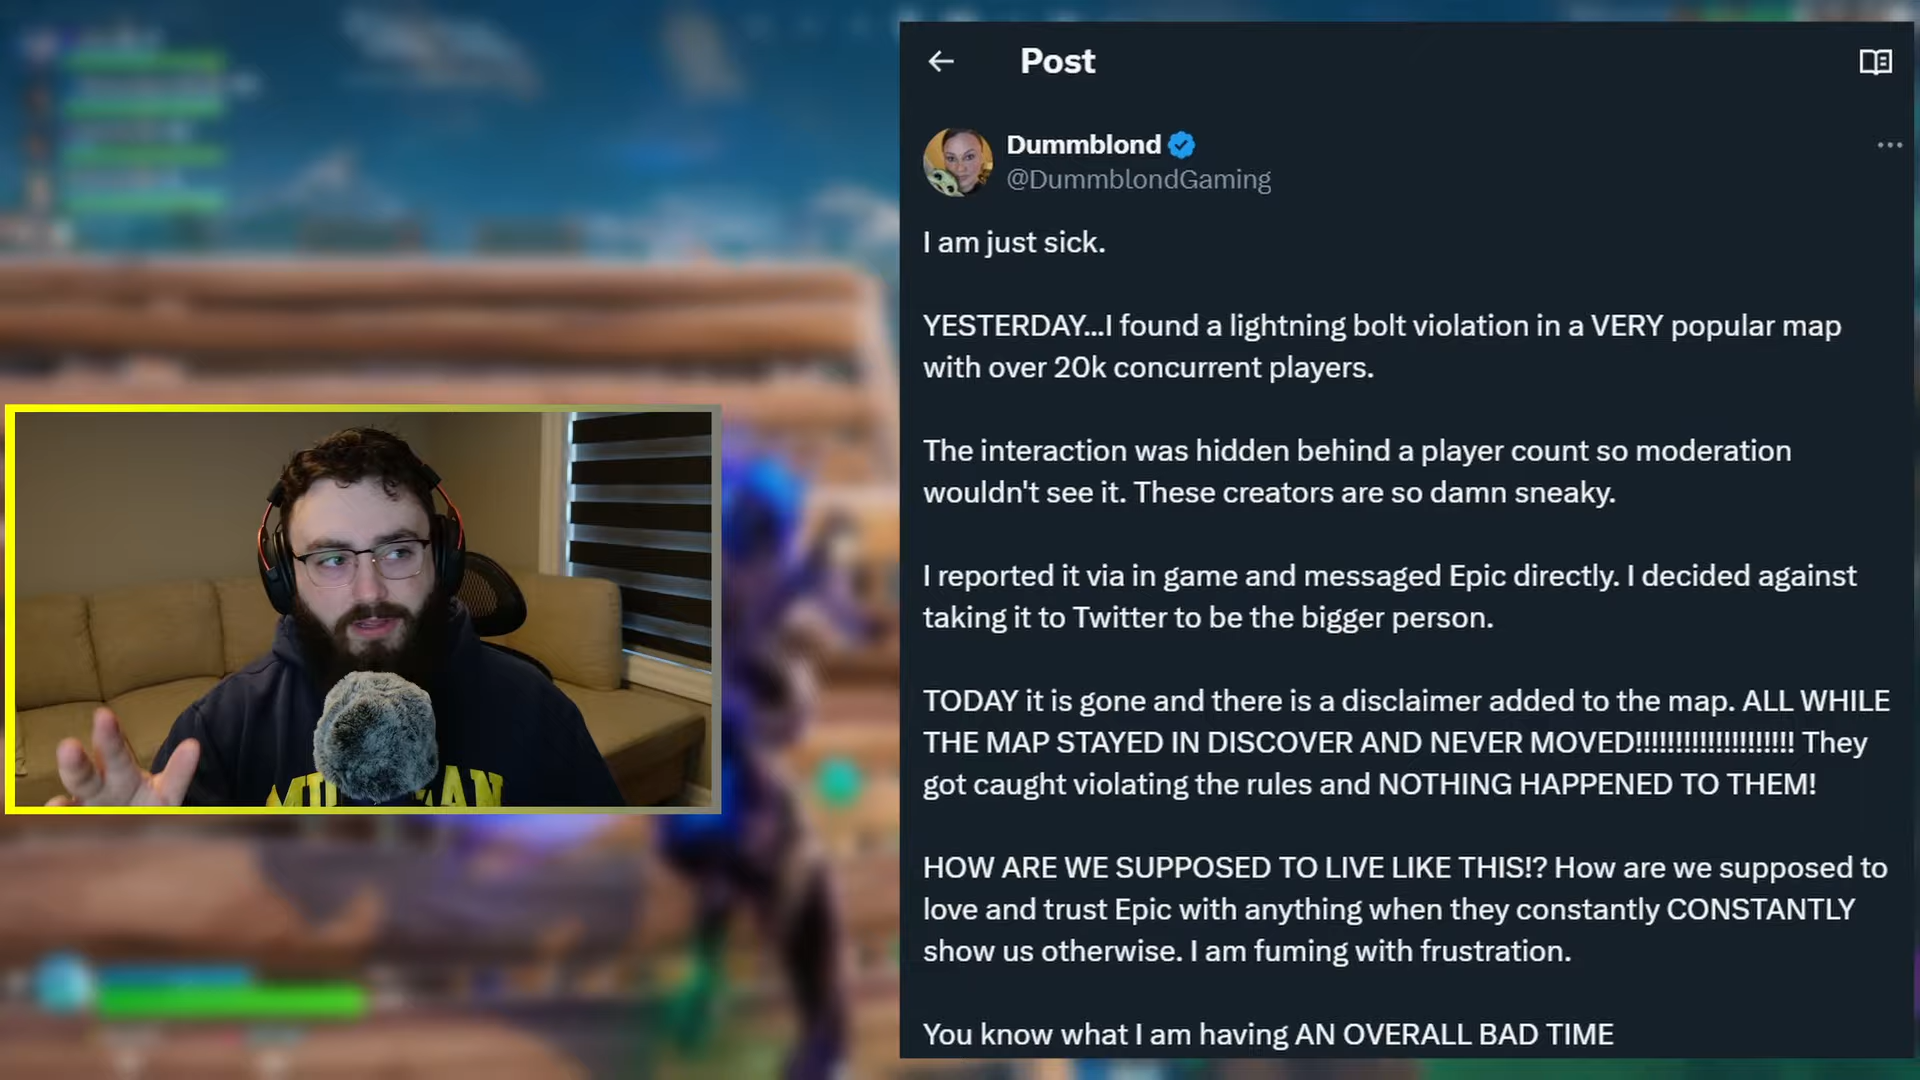 Post
Dummblond
@DummblondGaming
I am just sick.
YESTERDAY...I found a lightning bolt violation in a VERY popular map
with over 20k concurrent players.
The interaction was hidden behind a player count so moderation
wouldn't see it. These creators are so damn sneaky.
I reported it via in game and messaged Epic directly. I decided against
taking it to Twitter to be the bigger person.
TODAY it is gone and there is a disclaimer added to the map. ALL WHILE
THE MAP STAYED IN DISCOVER AND NEVER MOVED!!!!!!!!!!!!!!!!!!!! They
got caught violating the rules and NOTHING HAPPENED TO THEM!
HOW ARE WE SUPPOSED TO LIVE LIKE THIS!? How are we supposed to
love and trust Epic with anything when they constantly CONSTANTLY
show us otherwise. I am fuming with frustration.
You know what I am having AN OVERALL BAD TIME